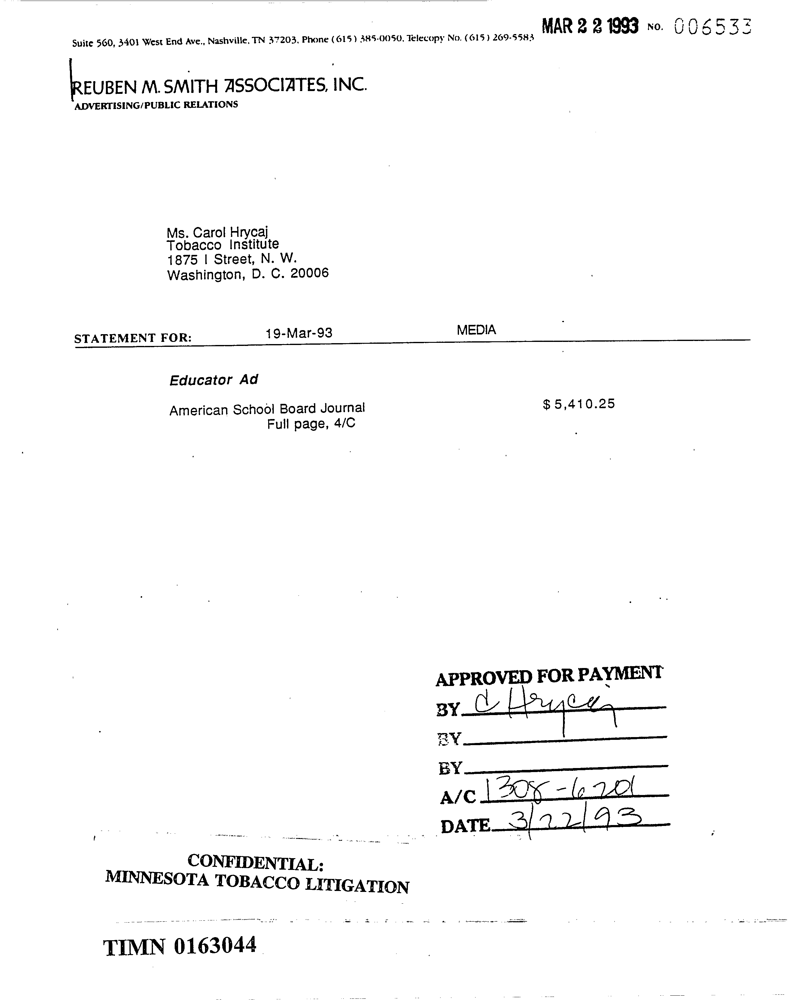 MAR 22 1993 NO. 006533
Suite 560, 3401 West End Ave., Nashville, TN 37203. Phone (615) 385-0050. Telecopy No. (615) 269-5583
REUBEN M. SMITH ASSOCIATES, INC.
ADVERTISING/PUBLIC RELATIONS
Ms. Carol Hrycaj
Tobacco Institute
1875 I Street, N. W.
Washington, D. C. 20006
STATEMENT FOR: 19-Mar-93 MEDIA
Educator Ad
American School Board Journal $5,410.25
Full page, 4/C
APPROVED FOR PAYMENT
BY C Hrycaj
BY
BY
A/C 1308-6201
DATE 3/22/93
CONFIDENTIAL:
MINNESOTA TOBACCO LITIGATION
TIMN 0163044